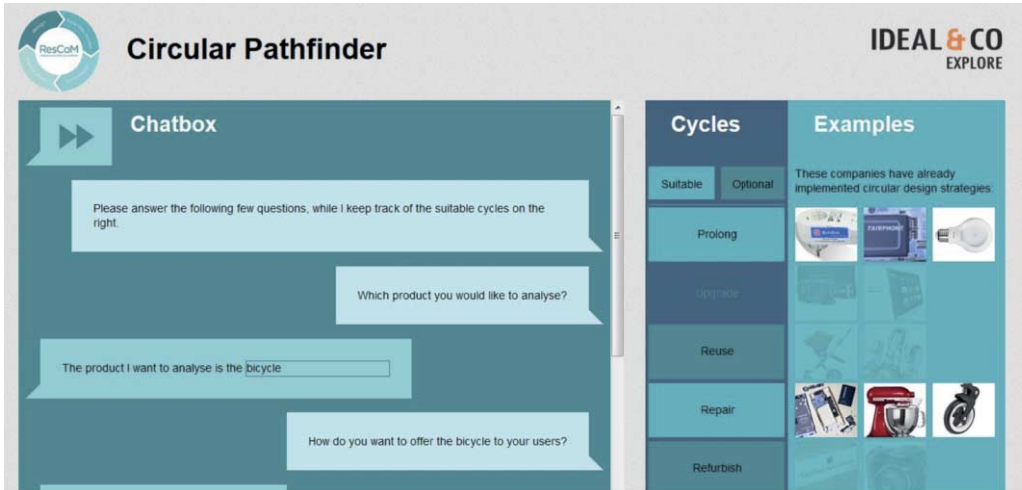 ResCoM
Circular Pathfinder
IDEAL & CO
EXPLORE
Chatbox
Please answer the following few questions, while I keep track of the suitable cycles on the
right.
Which product you would like to analyse?
The product I want to analyse is the bicycle
How do you want to offer the bicycle to your users?
Cycles
Suitable
Optional
Prolong
Upgrade
Reuse
Repair
Refurbish
Examples
These companies have already
implemented circular design strategies
FAIRPHONE